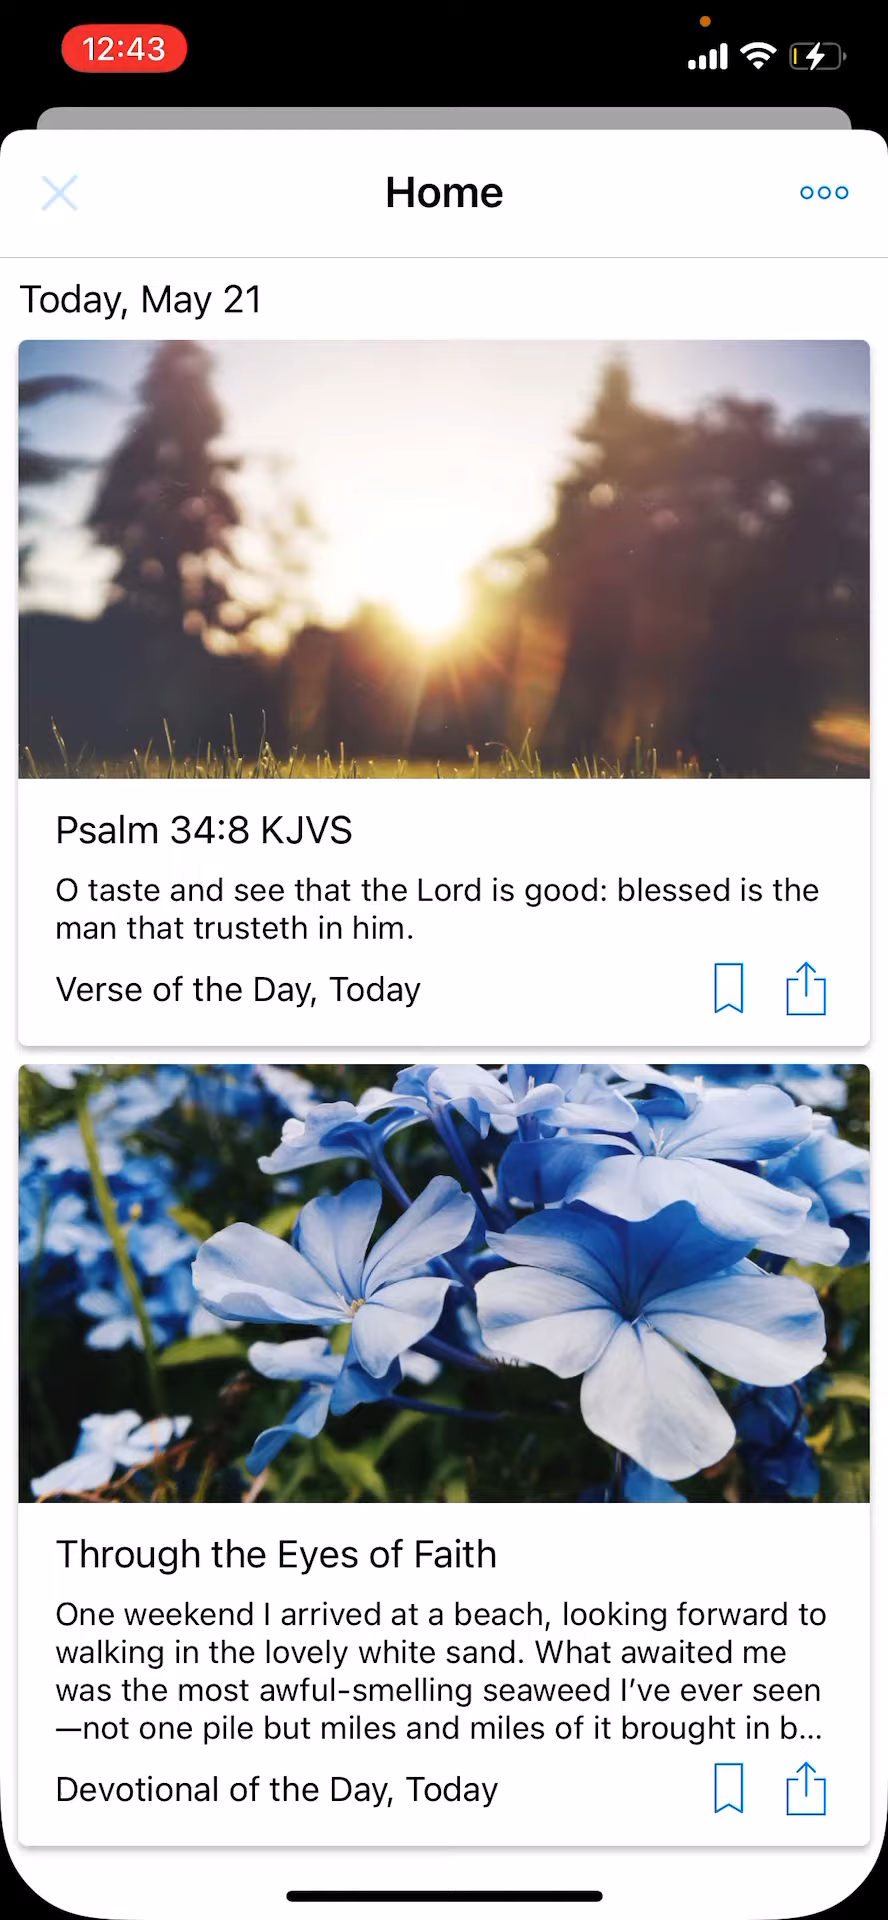 12:43
Home
Today, May 21
Psalm 34:8 KJVS
O taste and see that the Lord is good: blessed is the
man that trusteth in him.
Verse of the Day, Today
Through the Eyes of Faith
One weekend I arrived at a beach, looking forward to
walking in the lovely white sand. What awaited me
was the most awful-smelling seaweed I’ve ever seen
—not one pile but miles and miles of it brought in b...
Devotional of the Day, Today